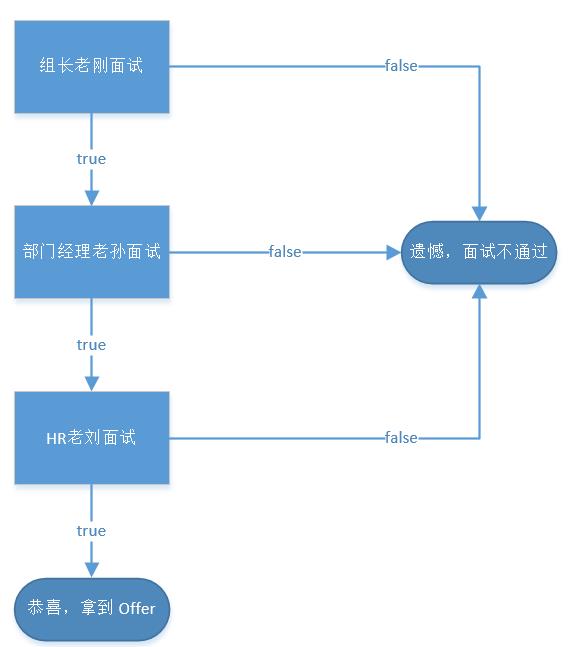 组长老刚面试
false
true
部门经理老孙面试
false
遗憾，面试不通过
true
HR老刘面试
false
true
恭喜，拿到 Offer